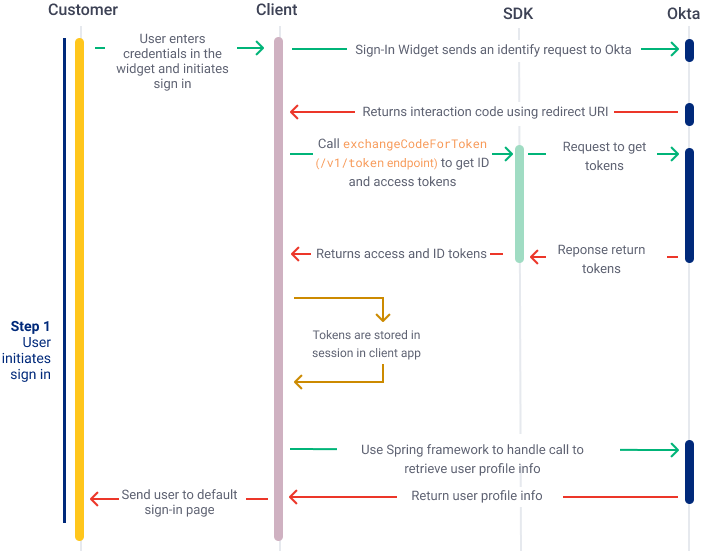 Customer
Client
SDK
Okta
User enters
credentials in the
widget and initiates
sign in
Sign-In Widget sends an identify request to Okta
Returns interaction code using redirect URI
Call exchangeCodeForToken
(/v1/token endpoint) to get ID
and access tokens
Request to get
tokens
Returns access and ID tokens
Reponse return
tokens
Step 1
User
initiates
sign in
Tokens are stored in
session in client app
Use Spring framework to handle call to
retrieve user profile info
Send user to default
sign-in page
Return user profile info